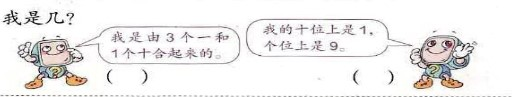 我是几?
我是由3个一和
1个十合起来的。
我的十位上是1,
个位上是9。
( )
( )